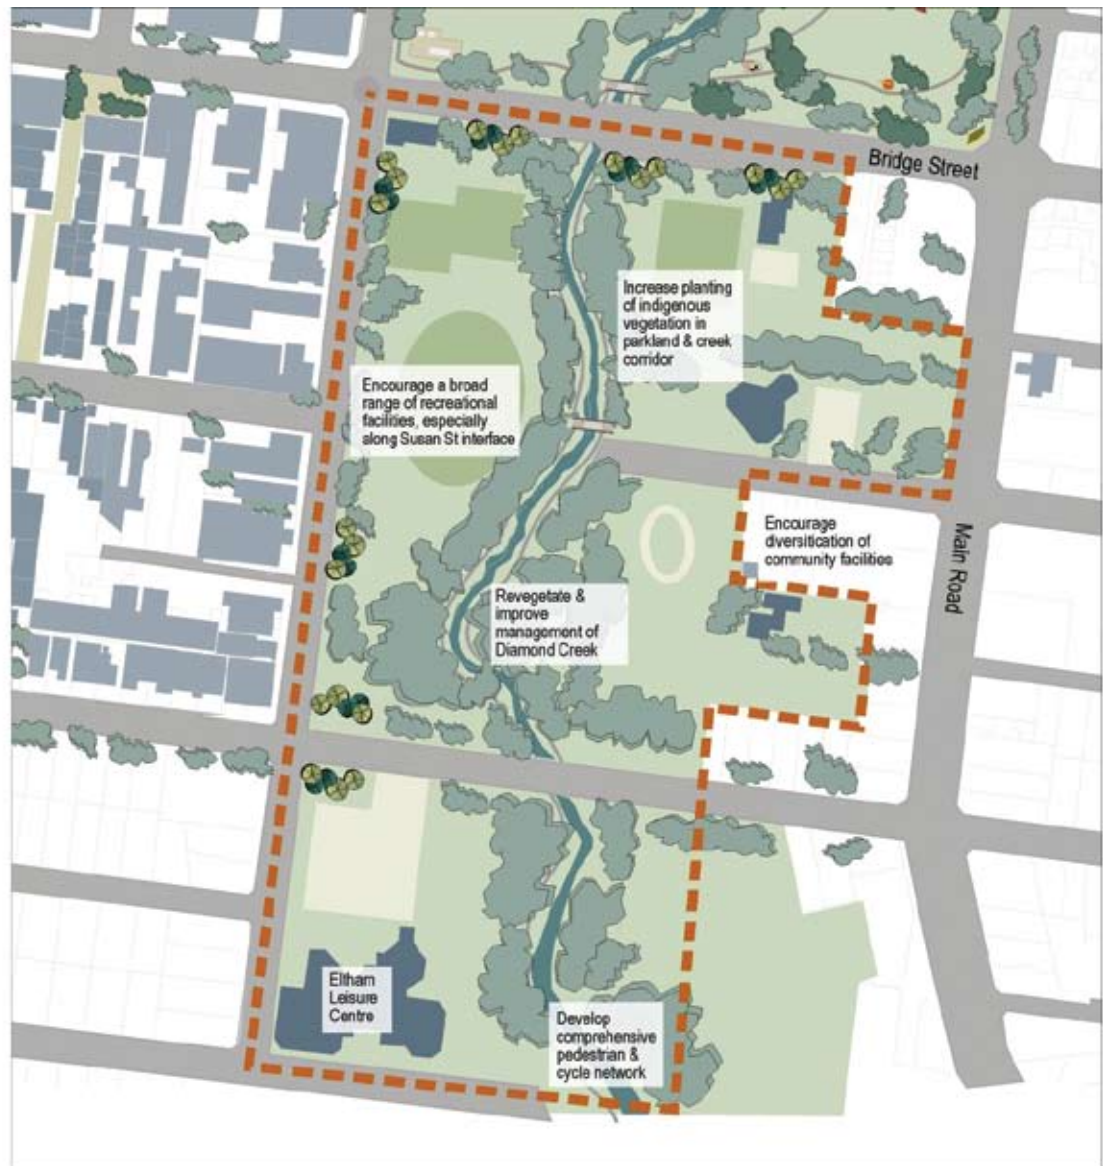 Bridge Street
Increase planting
of indigenous
vegetation in
parkland & creek
corridor
Encourage a broad
range of recreational
facilities, especially
along Susan St interface
Encourage
diversitication of
community facilities
Main Road
Revegetate &
improve
management of
Diamond Creek
Eltham
Leisure
Centre
Develop
comprehensive
pedestrian &
cycle network